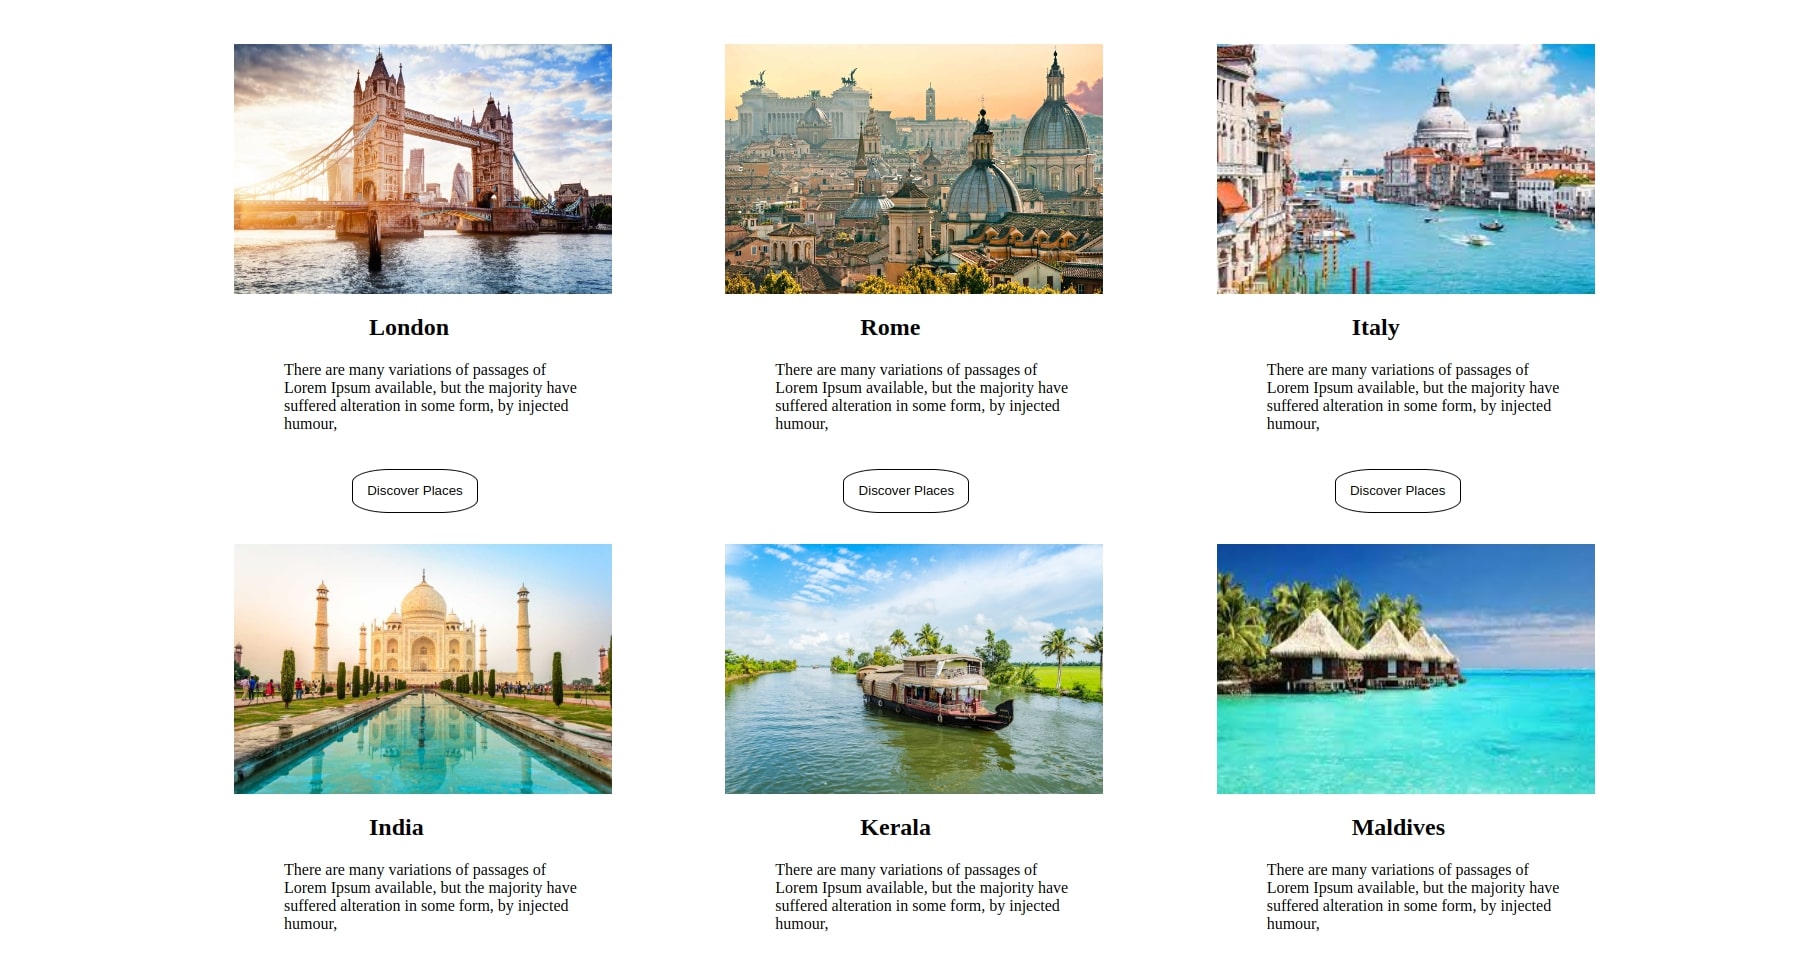 London
There are many variations of passages of
Lorem Ipsum available, but the majority have
suffered alteration in some form, by injected
humour,
Discover Places
Rome
There are many variations of passages of
Lorem Ipsum available, but the majority have
suffered alteration in some form, by injected
humour,
Discover Places
Italy
There are many variations of passages of
Lorem Ipsum available, but the majority have
suffered alteration in some form, by injected
humour,
Discover Places
India
There are many variations of passages of
Lorem Ipsum available, but the majority have
suffered alteration in some form, by injected
humour,
Kerala
There are many variations of passages of
Lorem Ipsum available, but the majority have
suffered alteration in some form, by injected
humour,
Maldives
There are many variations of passages of
Lorem Ipsum available, but the majority have
suffered alteration in some form, by injected
humour,